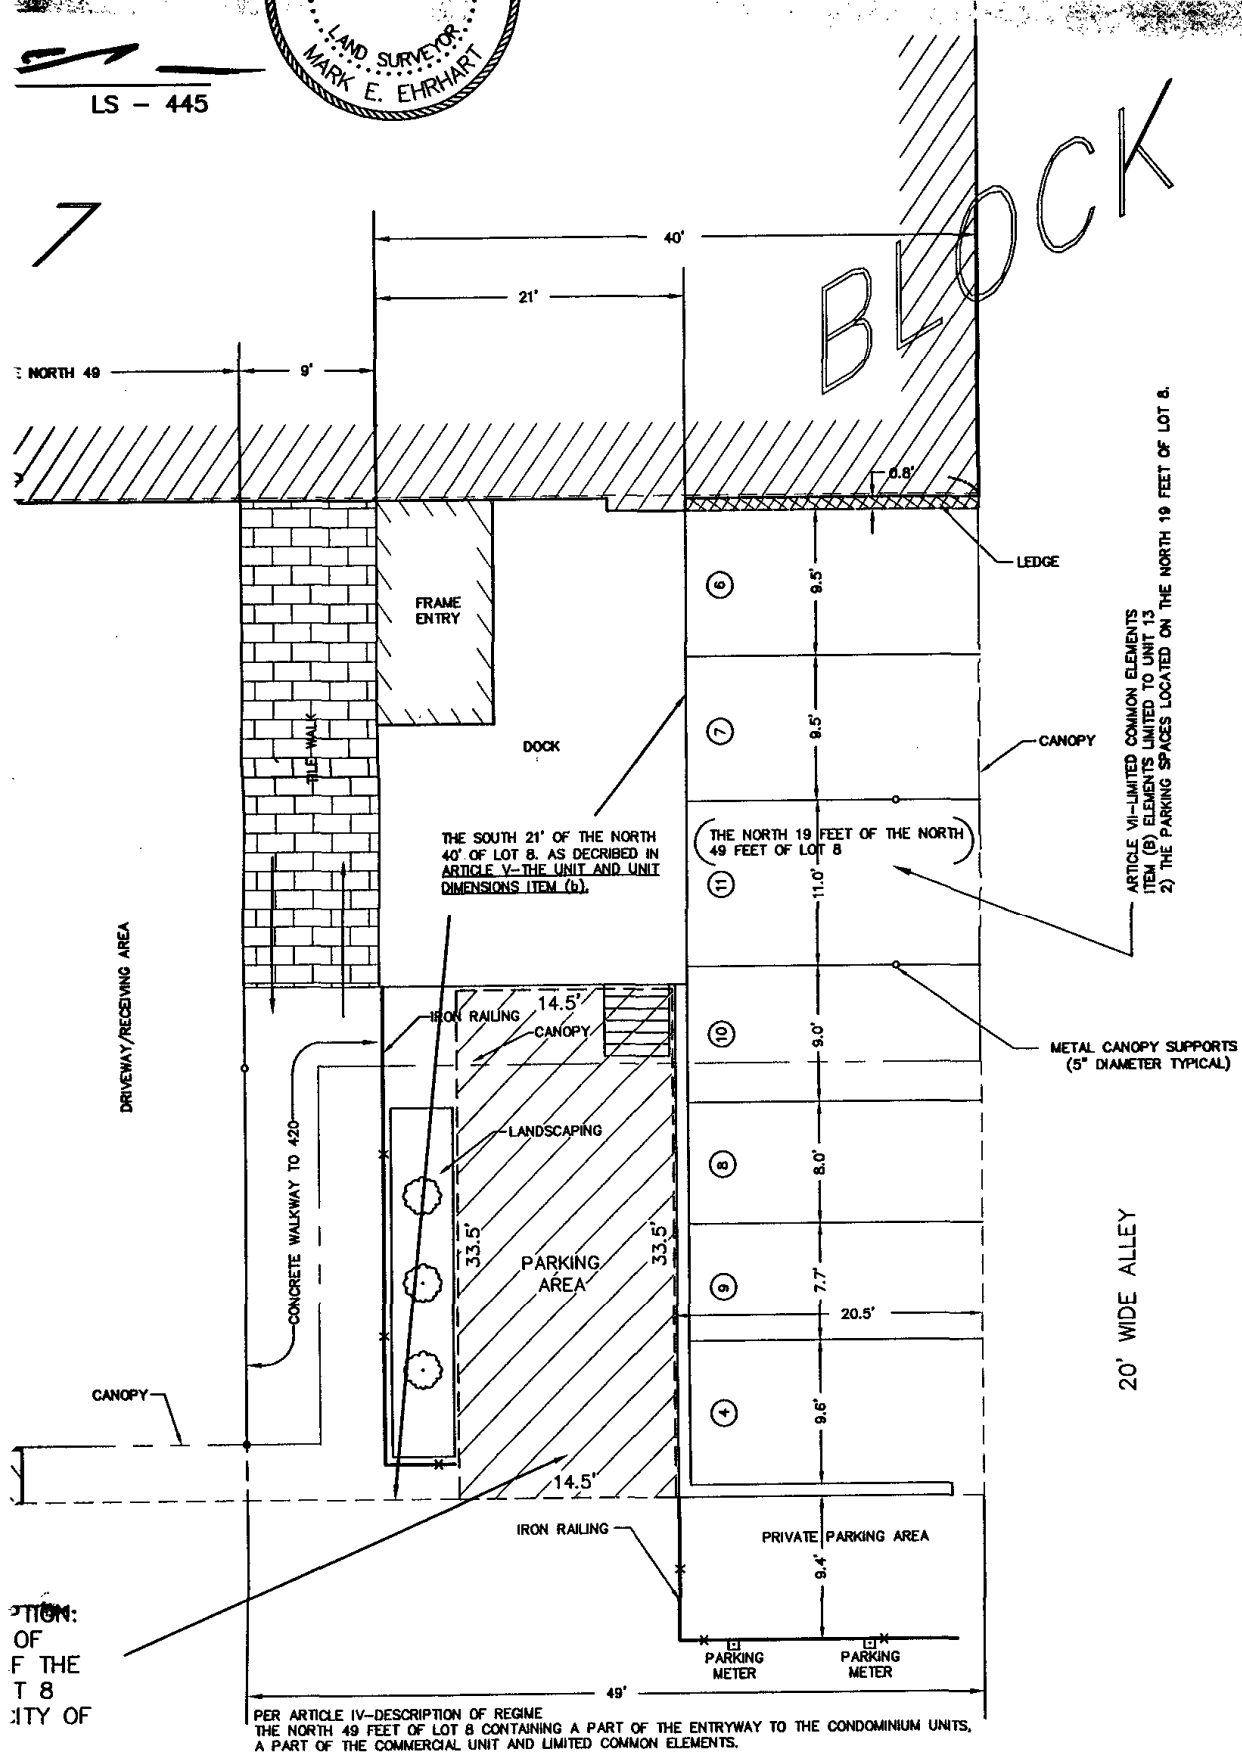 LAND SURVEYOR
MARK E. EHRHART
LS - 445
7
BLOCK
40'
21'
NORTH 49
9'
0.8'
LEDGE
6
9.5'
FRAME
ENTRY
TILE WALK
7
9.5'
DOCK
CANOPY
ARTICLE VII-LIMITED COMMON ELEMENTS
ITEM (B) ELEMENTS LIMITED TO UNIT 13
2) THE PARKING SPACES LOCATED ON THE NORTH 19 FEET OF LOT 8.
THE SOUTH 21' OF THE NORTH
40' OF LOT 8. AS DECRIBED IN
ARTICLE V-THE UNIT AND UNIT
DIMENSIONS ITEM (b).
(THE NORTH 19 FEET OF THE NORTH
49 FEET OF LOT 8)
11
11.0'
DRIVEWAY/RECEIVING AREA
14.5'
IRON RAILING
CANOPY
10
9.0'
METAL CANOPY SUPPORTS
(5" DIAMETER TYPICAL)
CONCRETE WALKWAY TO 420
LANDSCAPING
8
8.0'
33.5'
33.5'
PARKING
AREA
9
7.7'
20.5'
20' WIDE ALLEY
4
9.6'
CANOPY
14.5'
IRON RAILING
PRIVATE PARKING AREA
9.4'
PTION:
OF
F THE
T 8
ITY OF
PARKING
METER
PARKING
METER
49'
PER ARTICLE IV-DESCRIPTION OF REGIME
THE NORTH 49 FEET OF LOT 8 CONTAINING A PART OF THE ENTRYWAY TO THE CONDOMINIUM UNITS,
A PART OF THE COMMERCIAL UNIT AND LIMITED COMMON ELEMENTS.